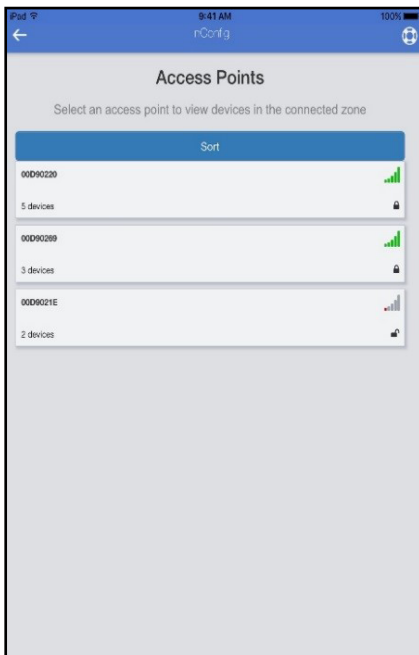 iPad 9:41 AM 100%
nConfig
Access Points
Select an access point to view devices in the connected zone
Sort
00D90220
5 devices
00D90269
3 devices
00D9021E
2 devices